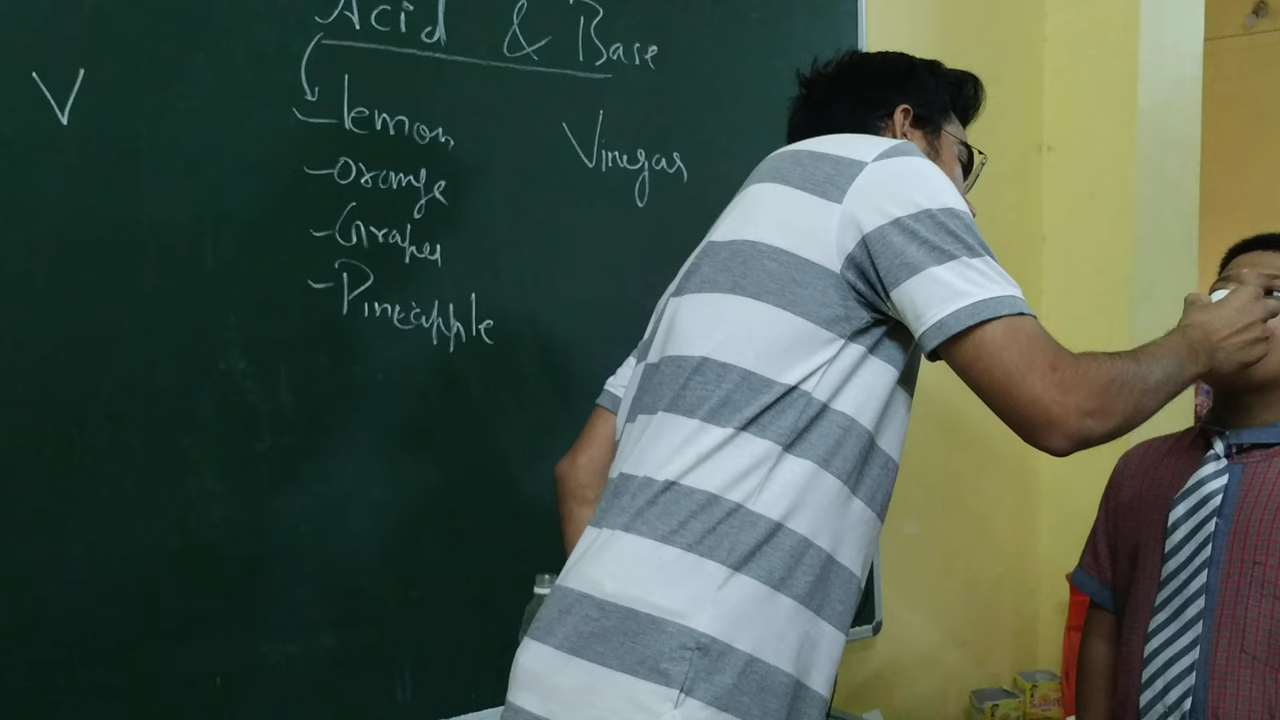 Acid & Base
V
- lemon
Vinegar
- Orange
- Grapes
- Pineapple